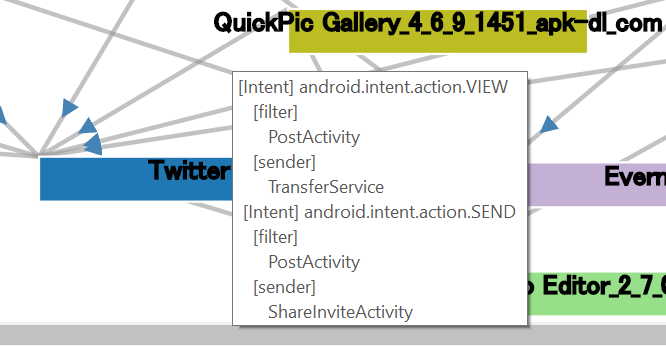 QuickPic Gallery_4_6_9_1451_apk-dl_com
[Intent] android.intent.action.VIEW
[filter]
PostActivity
[sender]
TransferService
[Intent] android.intent.action.SEND
[filter]
PostActivity
[sender]
ShareInviteActivity
Twitter
Evern
Editor_2_7_6